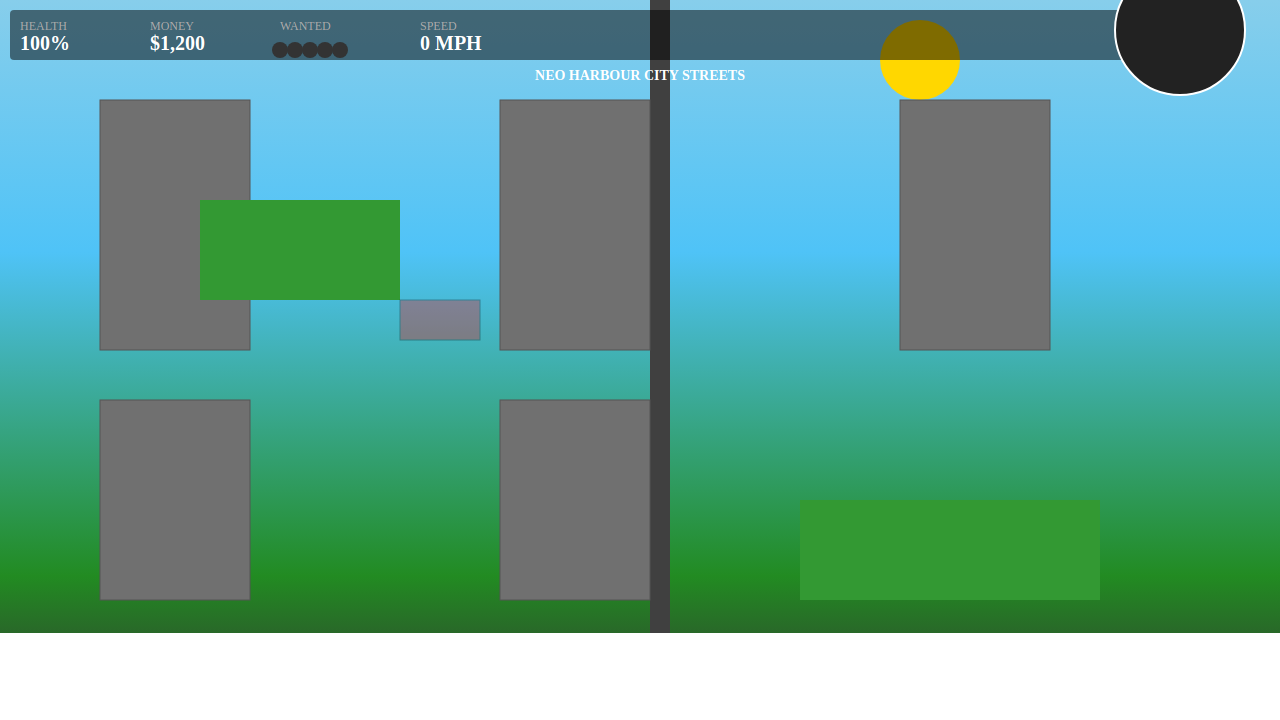 HEALTH MONEY WANTED SPEED
100% $1,200 0 MPH
NEO HARBOUR CITY STREETS